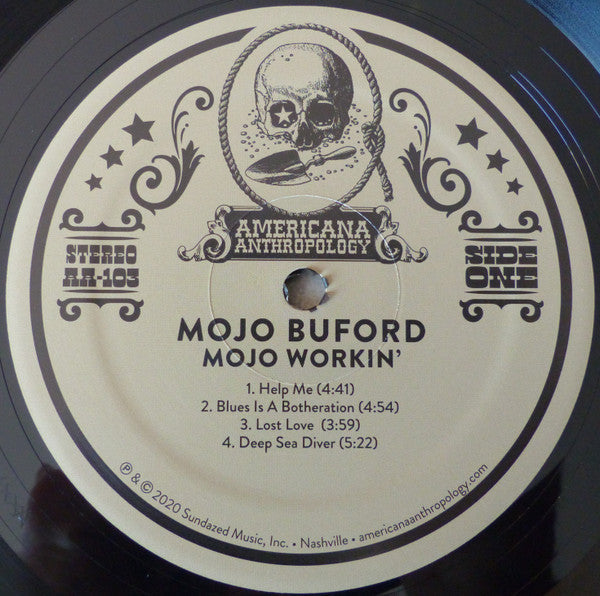 AMERICANA
ANTHROPOLOGY
STEREO
AA-103
SIDE
ONE
MOJO BUFORD
MOJO WORKIN'
1. Help Me (4:41)
2. Blues Is A Botheration (4:54)
3. Lost Love (3:59)
4. Deep Sea Diver (5:22)
℗ & © 2020 Sundazed Music, Inc. • Nashville • americanaanthropology.com